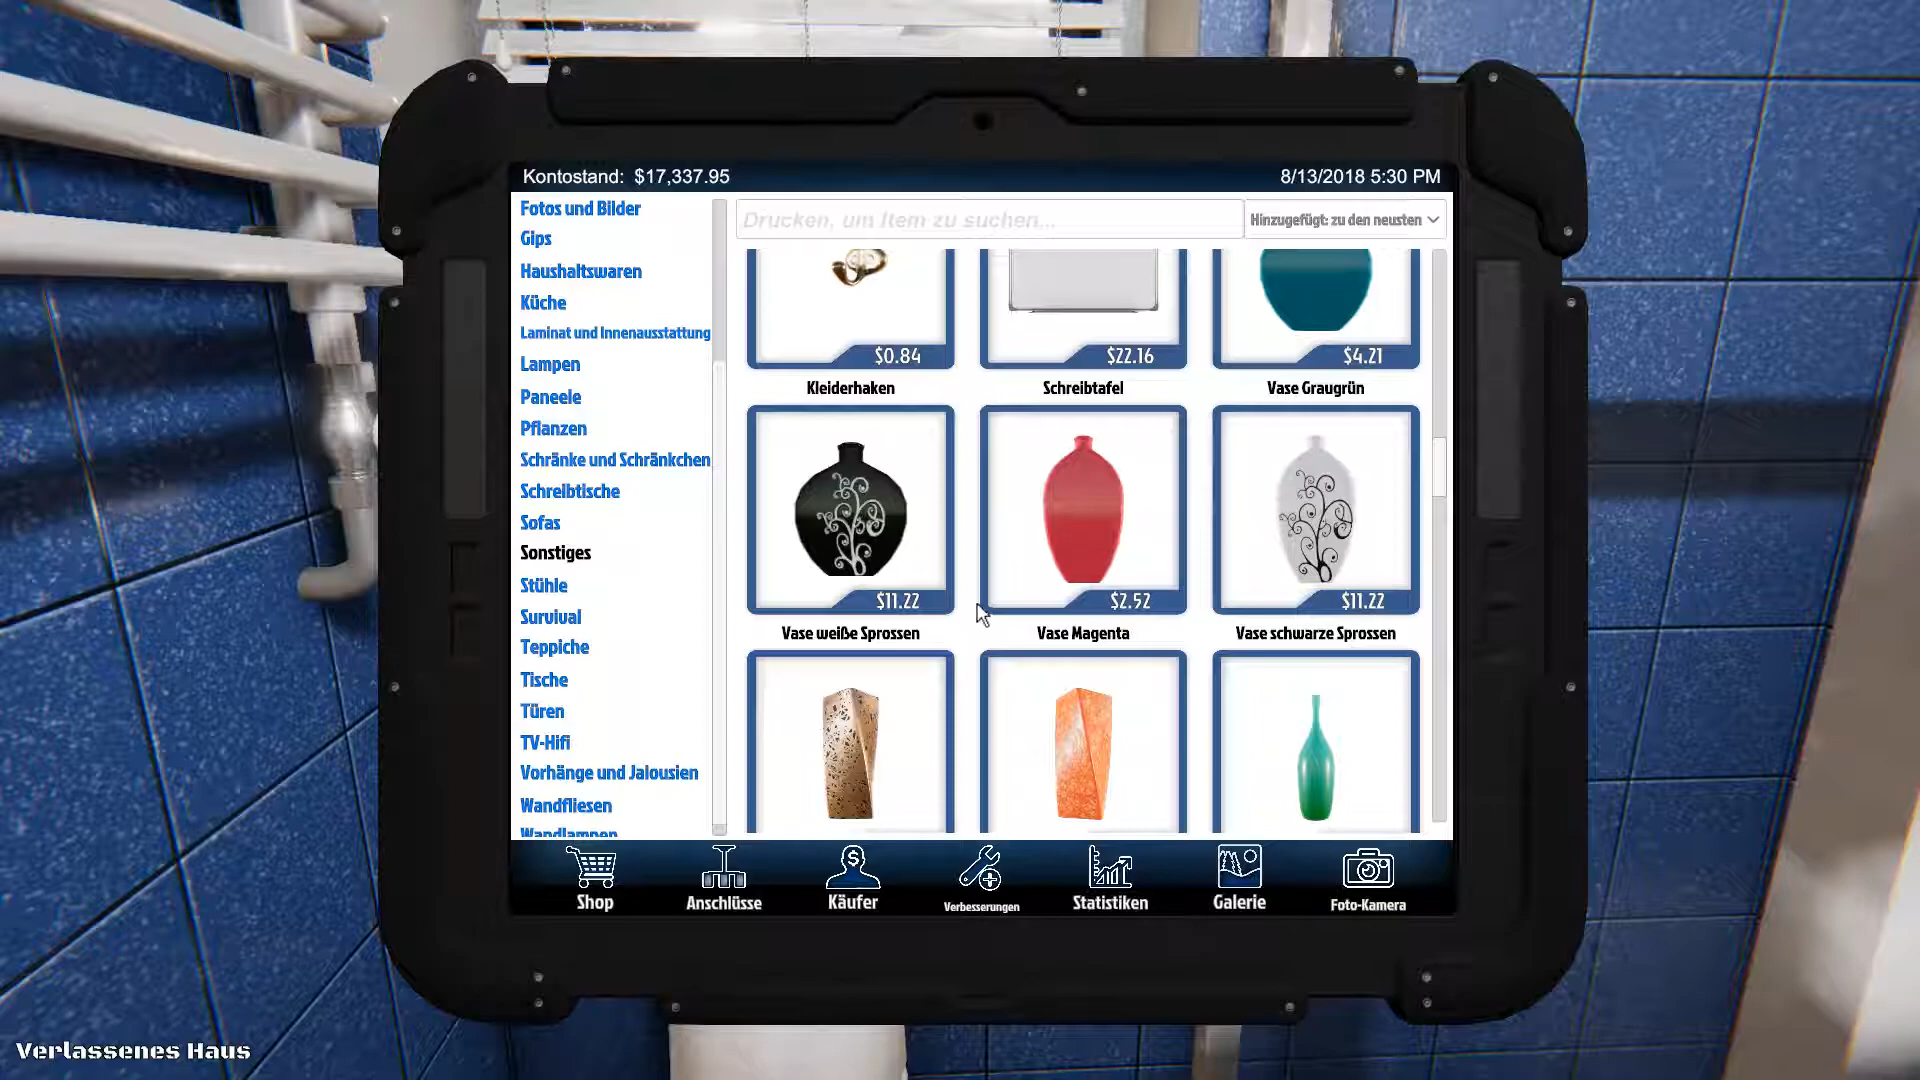 Kontostand: $17,337.95
8/13/2018 5:30 PM
Fotos und Bilder
Gips
Haushaltswaren
Küche
Laminat und Innenausstattung
Lampen
Paneele
Pflanzen
Schränke und Schränkchen
Schreibtische
Sofas
Sonstiges
Stühle
Survival
Teppiche
Tische
Türen
TV-Hifi
Vorhänge und Jalousien
Wandfliesen
Wandlampen
Drucken, um Item zu suchen...
Hinzugefügt: zu den neusten
$0.84
$22.16
$4.21
Kleiderhaken
Schreibtafel
Vase Graugrün
$11.22
$2.52
$11.22
Vase weiße Sprossen
Vase Magenta
Vase schwarze Sprossen
Shop
Anschlüsse
Käufer
Verbesserungen
Statistiken
Galerie
Foto-Kamera
Verlassenes Haus